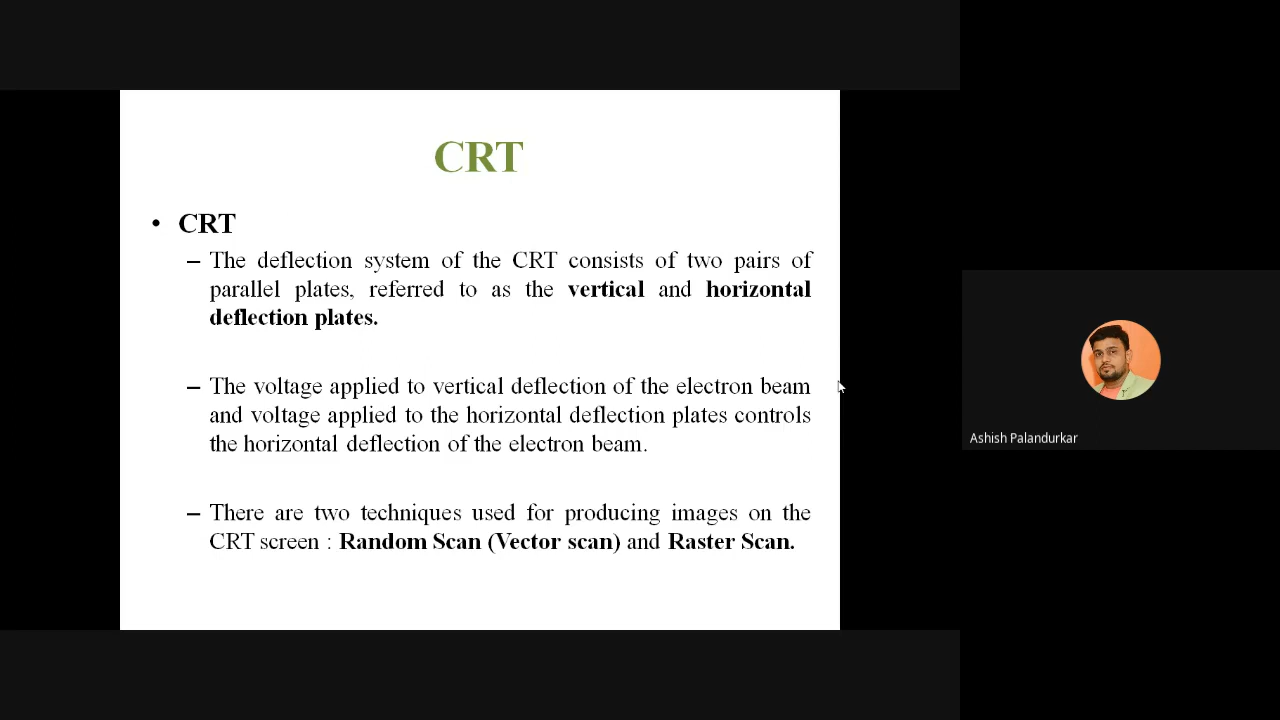 CRT
• CRT
– The deflection system of the CRT consists of two pairs of
parallel plates, referred to as the vertical and horizontal
deflection plates.
– The voltage applied to vertical deflection of the electron beam
and voltage applied to the horizontal deflection plates controls
the horizontal deflection of the electron beam.
– There are two techniques used for producing images on the
CRT screen : Random Scan (Vector scan) and Raster Scan.
Ashish Palandurkar